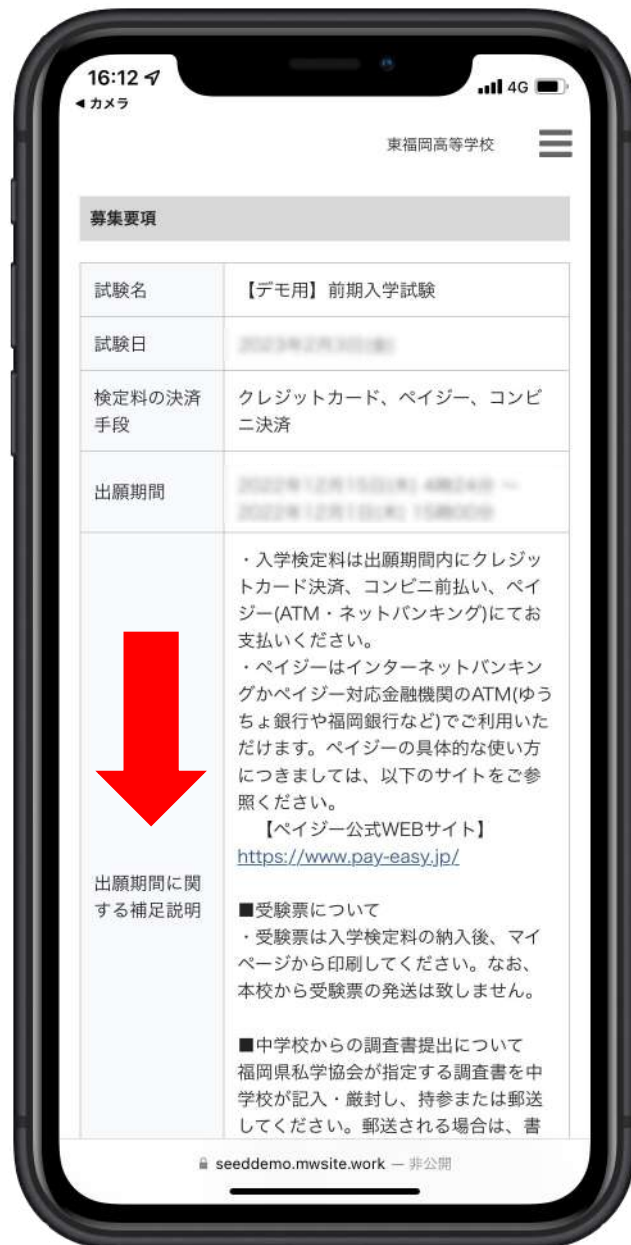 16:12
4G
◀ カメラ
東福岡高等学校
募集要項
試験名
【デモ用】前期入学試験
試験日
検定料の決済
手段
クレジットカード、ペイジー、コンビ
ニ決済
出願期間
出願期間に関
する補足説明
・入学検定料は出願期間内にクレジッ
トカード決済、コンビニ前払い、ペイ
ジー(ATM・ネットバンキング)にてお
支払いください。
・ペイジーはインターネットバンキン
グかペイジー対応金融機関のATM(ゆう
ちょ銀行や福岡銀行など)でご利用いた
だけます。ペイジーの具体的な使い方
につきましては、以下のサイトをご参
照ください。
【ペイジー公式WEBサイト】
https://www.pay-easy.jp/
■受験票について
・受験票は入学検定料の納入後、マイ
ページから印刷してください。なお、
本校から受験票の発送は致しません。
■中学校からの調査書提出について
福岡県私学協会が指定する調査書を中
学校が記入・厳封し、持参または郵送
してください。郵送される場合は、書
seeddemo.mwsite.work — 非公開